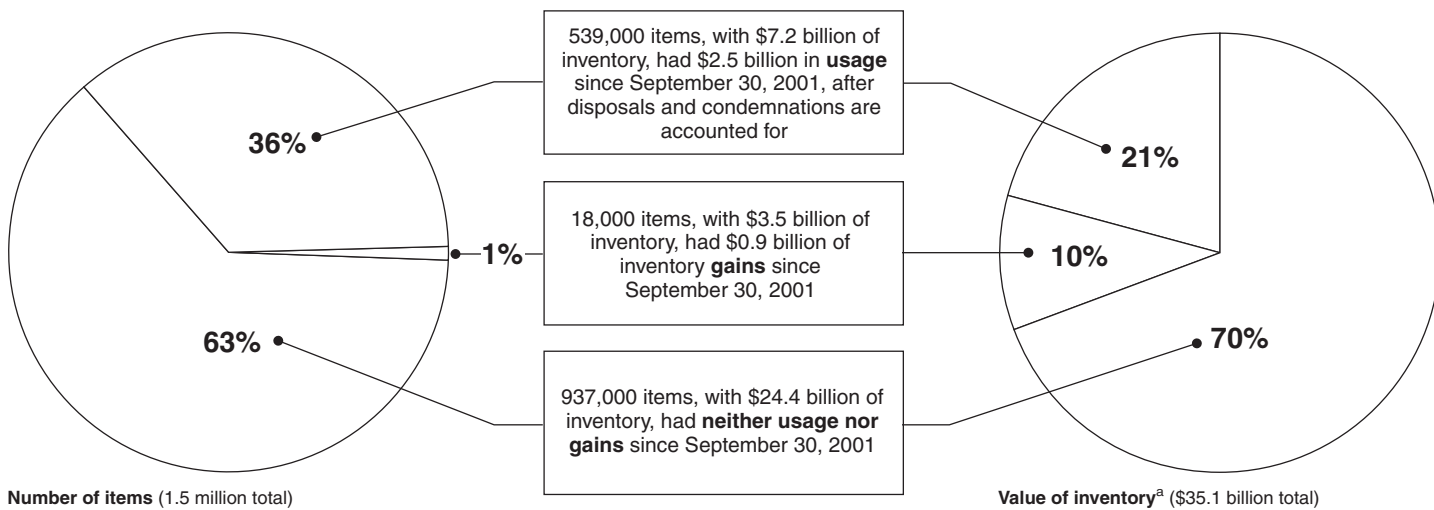 539,000 items, with $7.2 billion of
inventory, had $2.5 billion in usage
since September 30, 2001, after
disposals and condemnations are
accounted for
36%
21%
18,000 items, with $3.5 billion of
inventory, had $0.9 billion of
inventory gains since
September 30, 2001
1%
10%
63%
70%
937,000 items, with $24.4 billion of
inventory, had neither usage nor
gains since September 30, 2001
Number of items (1.5 million total)
Value of inventoryᵃ ($35.1 billion total)